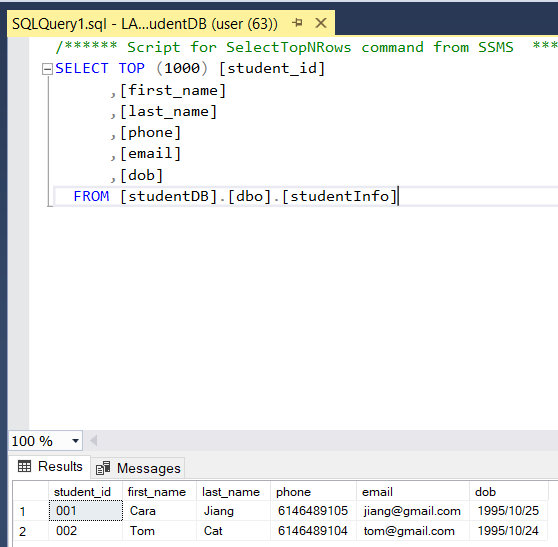 SQLQuery1.sql - LA...udentDB (user (63))
/****** Script for SelectTopNRows command from SSMS  ***
SELECT TOP (1000) [student_id]
,[first_name]
,[last_name]
,[phone]
,[email]
,[dob]
FROM [studentDB].[dbo].[studentInfo]
100 %
Results Messages
student_id first_name last_name phone email dob
1 001 Cara Jiang 6146489105 jiang@gmail.com 1995/10/25
2 002 Tom Cat 6146489104 tom@gmail.com 1995/10/24